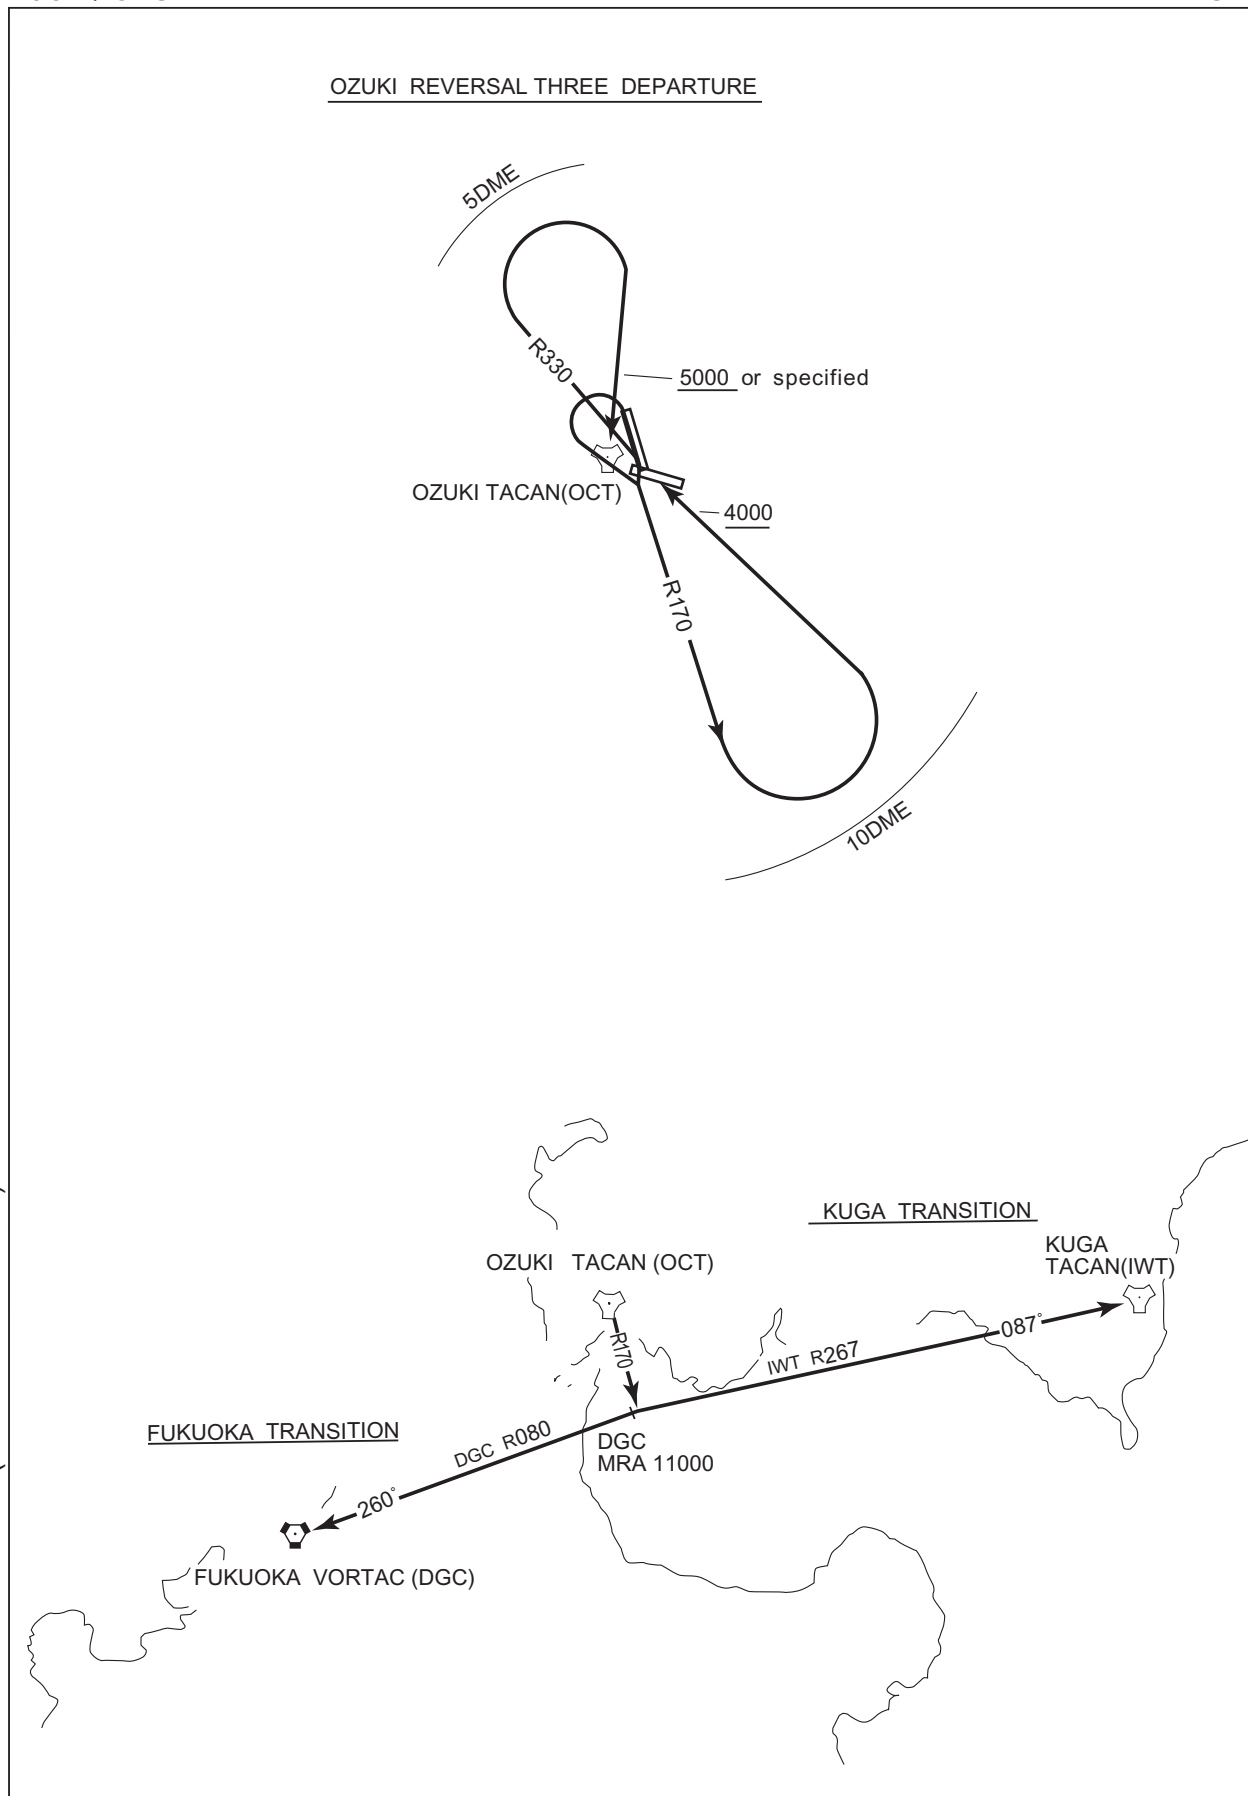 OZUKI REVERSAL THREE DEPARTURE
5DME
R330
5000 or specified
OZUKI TACAN(OCT)
4000
R170
10DME
KUGA TRANSITION
KUGA
TACAN(IWT)
OZUKI TACAN (OCT)
R170
087°
IWT R267
FUKUOKA TRANSITION
DGC R080
DGC
MRA 11000
260°
FUKUOKA VORTAC (DGC)